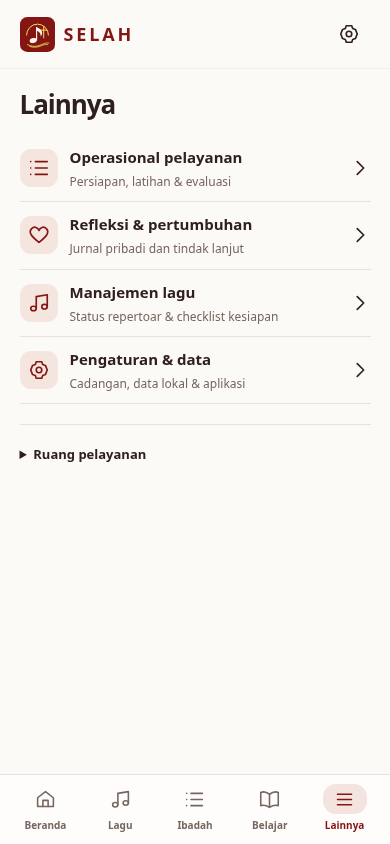 SELAH
Lainnya
Operasional pelayanan
Persiapan, latihan & evaluasi
Refleksi & pertumbuhan
Jurnal pribadi dan tindak lanjut
Manajemen lagu
Status repertoar & checklist kesiapan
Pengaturan & data
Cadangan, data lokal & aplikasi
Ruang pelayanan
Beranda Lagu Ibadah Belajar Lainnya